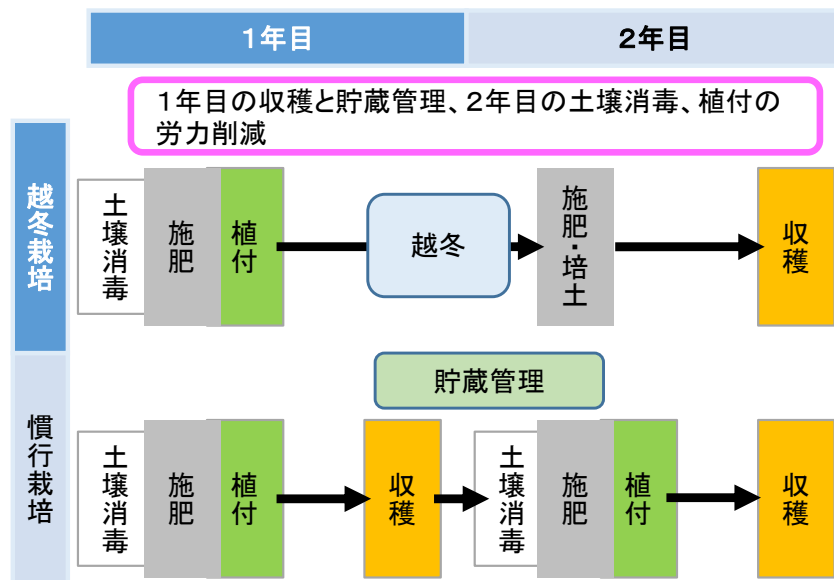 1年目
2年目
1年目の収穫と貯蔵管理、2年目の土壌消毒、植付の
労力削減
越冬栽培
土壌消毒
施肥
植付
越冬
施肥・培土
収穫
貯蔵管理
慣行栽培
土壌消毒
施肥
植付
収穫
土壌消毒
施肥
植付
収穫